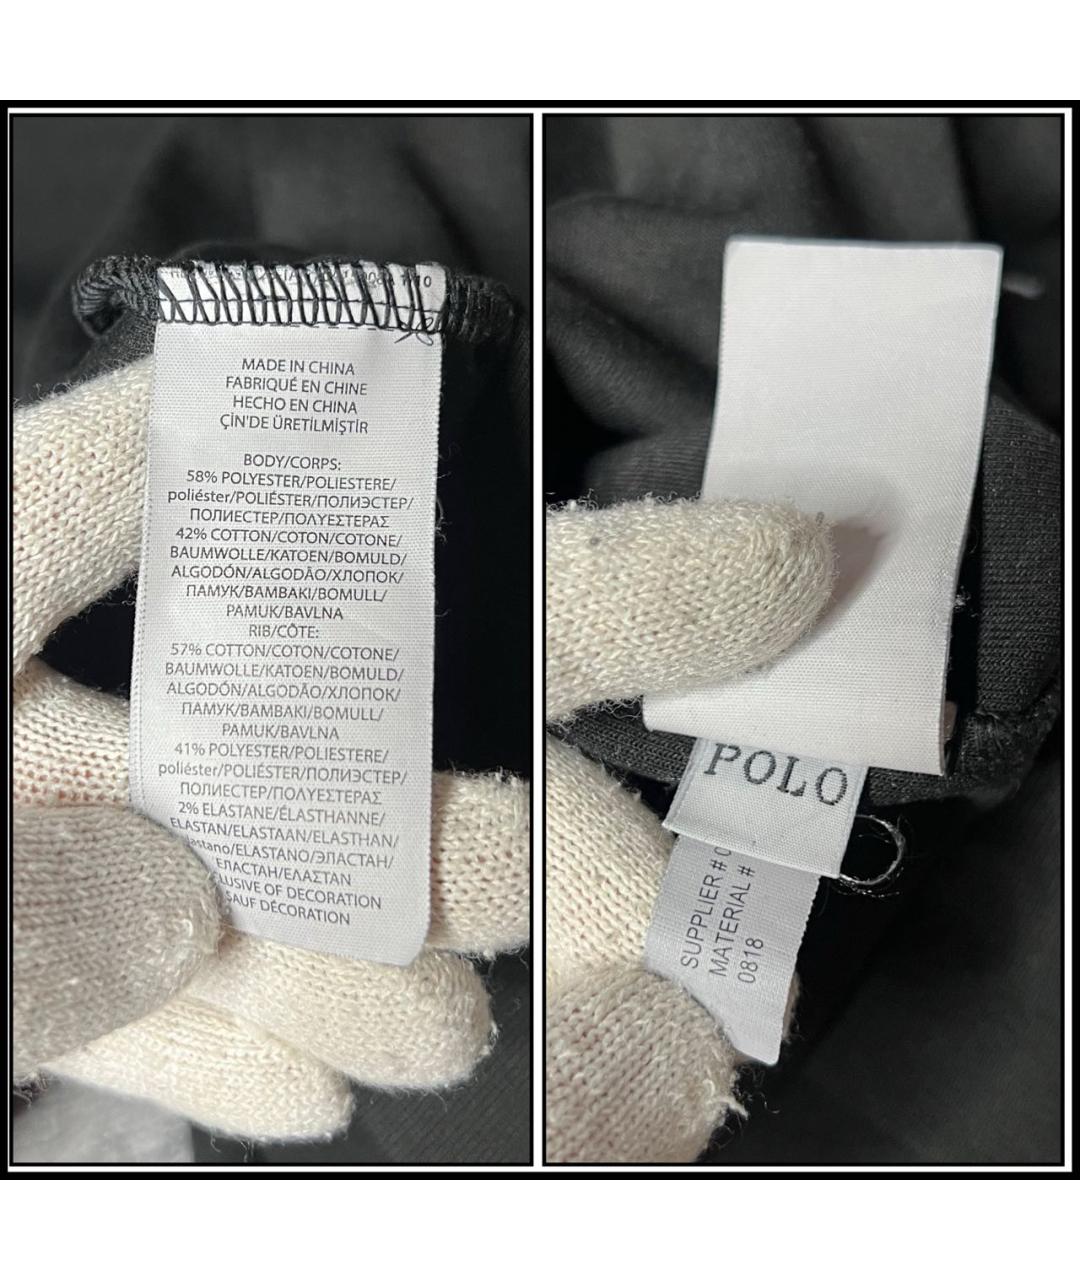 MADE IN CHINA
FABRIQUÉ EN CHINE
HECHO EN CHINA
ÇİN'DE ÜRETİLMİŞTİR
BODY/CORPS:
58% POLYESTER/POLIESTERE/
poliéster/POLIÉSTER/ПОЛИЭСТЕР/
ПОЛИЕСТЕР/ΠΟΛΥΕΣΤΕΡΑΣ
42% COTTON/COTON/COTONE/
BAUMWOLLE/KATOEN/BOMULD/
ALGODÓN/ALGODÃO/ХЛОПОК/
ПАМУК/ΒΑΜΒΑΚΙ/BOMULL/
PAMUK/BAVLNA
RIB/CÔTE:
57% COTTON/COTON/COTONE/
BAUMWOLLE/KATOEN/BOMULD/
ALGODÓN/ALGODÃO/ХЛОПОК/
ПАМУК/ΒΑΜΒΑΚΙ/BOMULL/
PAMUK/BAVLNA
41% POLYESTER/POLIESTERE/
poliéster/POLIÉSTER/ПОЛИЭСТЕР/
ПОЛИЕСТЕР/ΠΟΛΥΕΣΤΕΡΑΣ
2% ELASTANE/ÉLASTHANNE/
ELASTAN/ELASTAAN/ELASTHAN/
elastano/ELASTANO/ЭЛАСТАН/
ЕЛАСТАН/ΕΛΑΣΤΑΝ
OF DECORATION
SAUF DÉCORATION
POLO
SUPPLIER # 0
MATERIAL #
0818